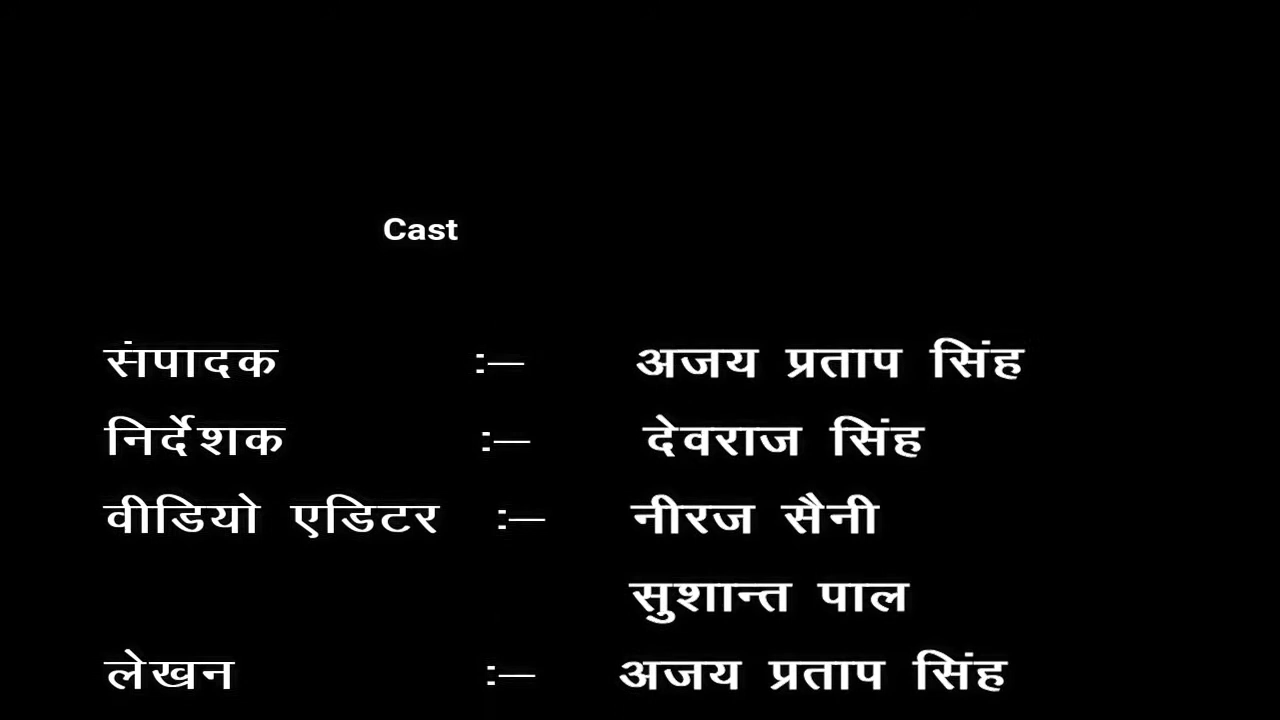 Cast
संपादक :— अजय प्रताप सिंह
निर्देशक :— देवराज सिंह
वीडियो एडिटर :— नीरज सैनी
सुशान्त पाल
लेखन :— अजय प्रताप सिंह